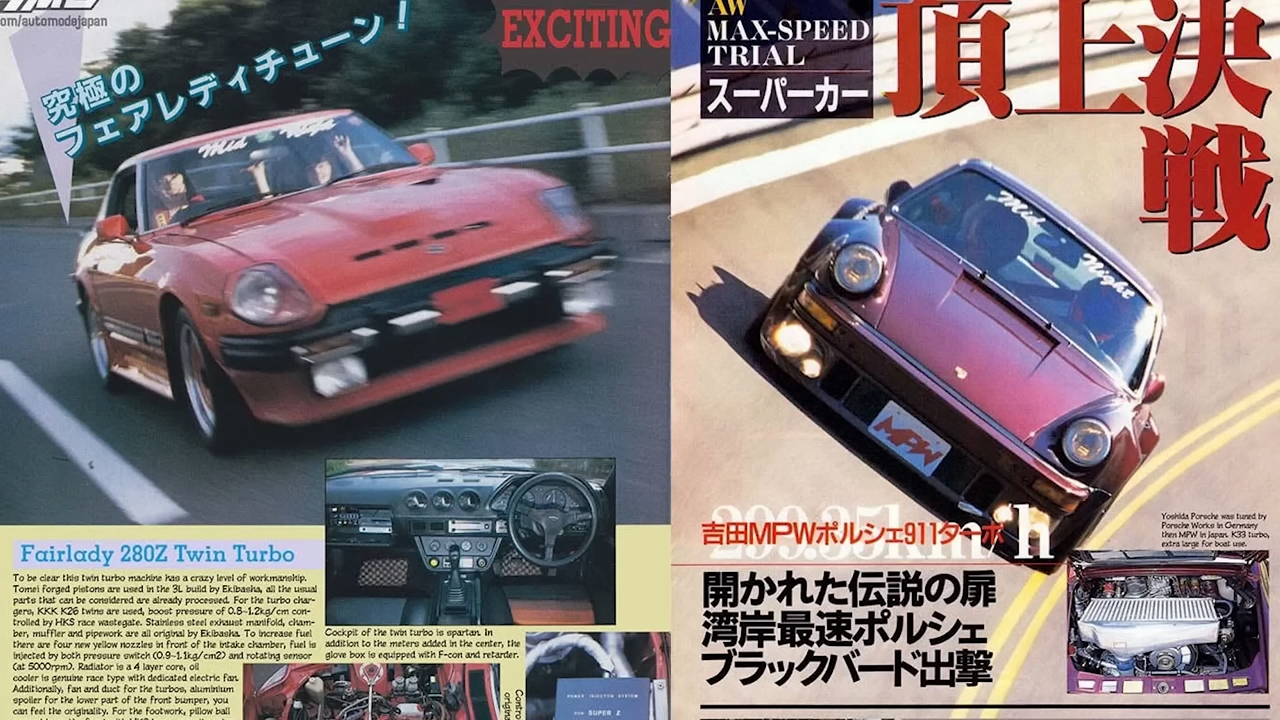 om/automodejapan
究極の
フェアレディチューン!
EXCITING
Mid Night
Fairlady 280Z Twin Turbo
To be clear this twin turbo machine has a crazy level of workmanship.
Tomei forged pistons are used in the 3L build by Ekibasha, all the usual
parts that can be considered are already processed. For the turbo char-
gers, KKK K26 twins are used, boost pressure of 0.8-1.2kg/cm con-
trolled by HKS race wastegate. Stainless steel exhaust manifold, cham-
ber, muffler and pipework are all original by Ekibasha. To increase fuel
there are four new yellow nozzles in front of the intake chamber, fuel is
injected by both pressure switch (0.9-1.1kg/cm2) and rotating sensor
(at 5000rpm). Radiator is a 4 layer core, oil
cooler is genuine race type with dedicated electric fan.
Additionally, fan and duct for the turbos, aluminium
spoiler for the lower part of the front bumper, you
can feel the originality. For the footwork, pillow ball
Cockpit of the twin turbo is spartan. In
addition to the meters added in the center, the
glove box is equipped with F-con and retarder.
POWER INJECTOR SYSTEM
FOR SUPER Z
AW
MAX-SPEED
TRIAL
スーパーカー
頂上決
戦
Mid Night
MPW
299.35km/h
吉田MPWポルシェ911ターボ
Yoshida Porsche was tuned by
Porsche Works in Germany
then MPW in Japan. K33 turbo,
extra large for boat use.
開かれた伝説の扉
湾岸最速ポルシェ
ブラックバード出撃